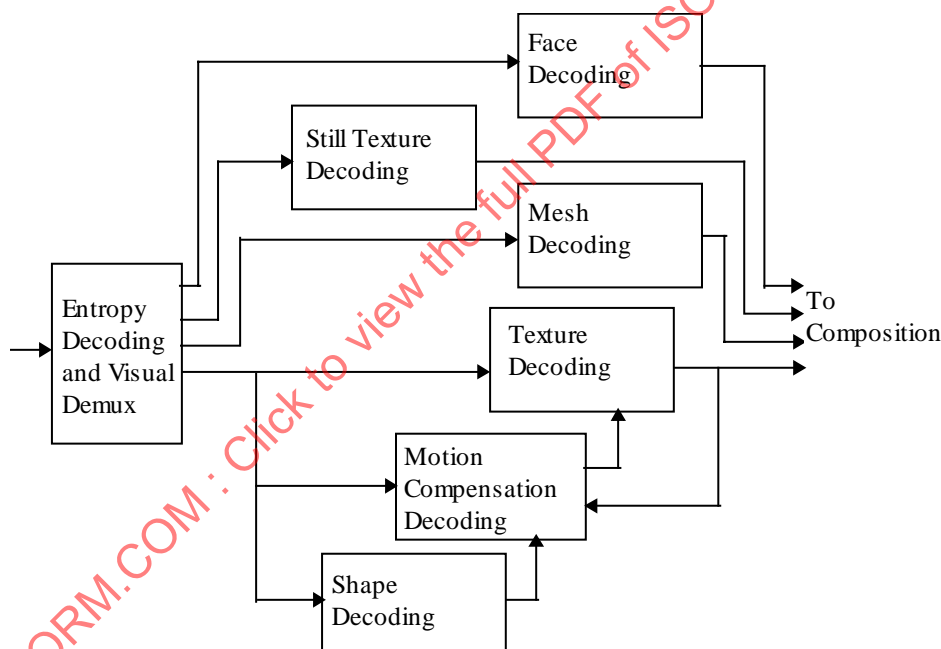 Face
Decoding
Still Texture
Decoding
Mesh
Decoding
Entropy
Decoding
and Visual
Demux
To
Composition
Texture
Decoding
Motion
Compensation
Decoding
Shape
Decoding
ORM.COM : Click to view the full PDF of ISO